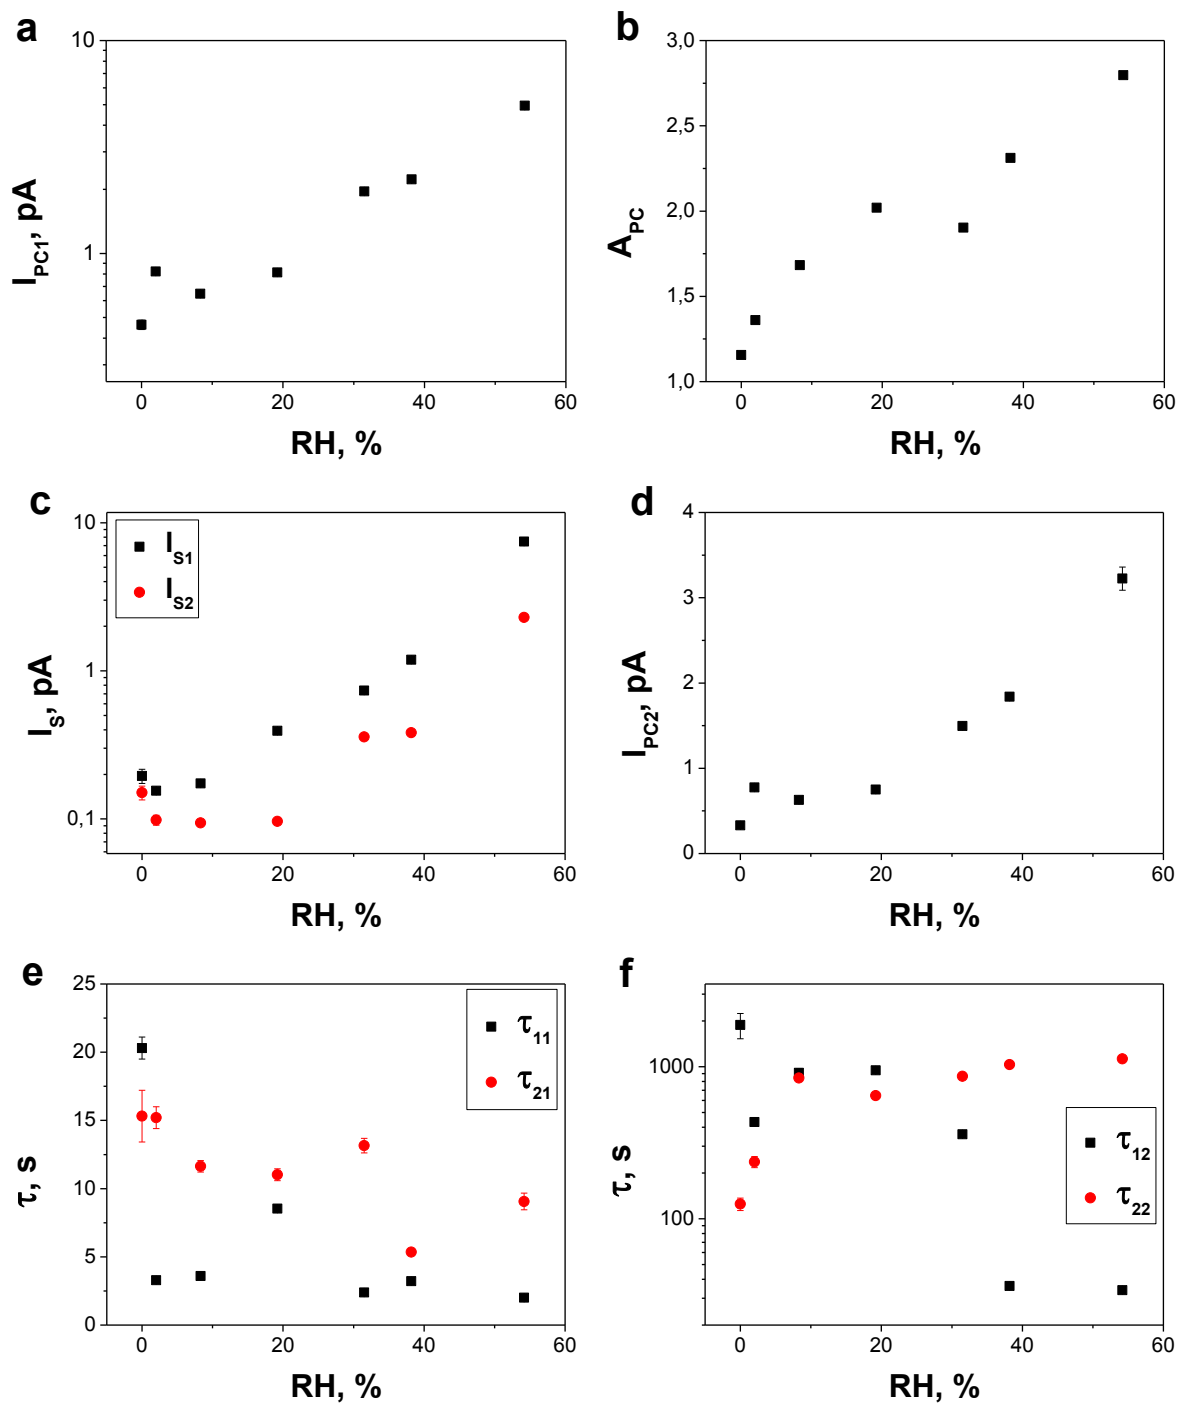 a
10
1
I_PC1, pA
0 20 40 60
RH, %
b
3,0
2,5
2,0
1,5
1,0
A_PC
0 20 40 60
RH, %
c
10
1
0,1
I_S, pA
I_S1
I_S2
0 20 40 60
RH, %
d
4
3
2
1
0
I_PC2, pA
0 20 40 60
RH, %
e
25
20
15
10
5
0
τ, s
τ_11
τ_21
0 20 40 60
RH, %
f
1000
100
τ, s
τ_12
τ_22
0 20 40 60
RH, %